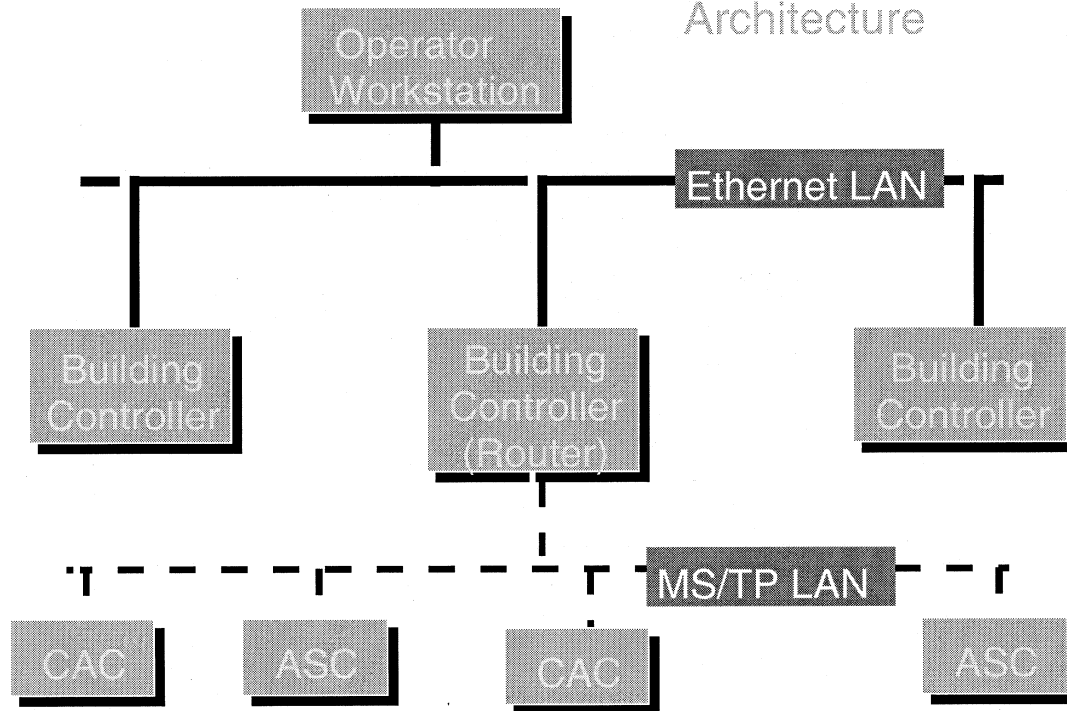 Architecture
Operator
Workstation
Ethernet LAN
Building
Controller
Building
Controller
(Router)
Building
Controller
MS/TP LAN
CAC
ASC
CAC
ASC